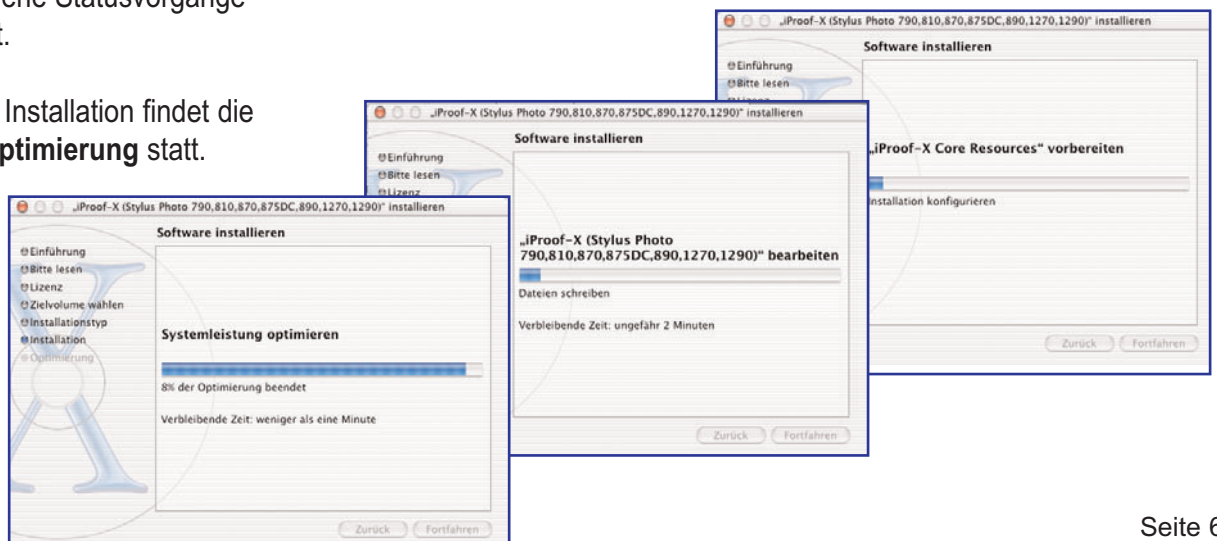 ene Statusvorgänge
t.
Installation findet die
ptimierung statt.
„iProof-X (Stylus Photo 790,810,870,875DC,890,1270,1290)“ installieren
Software installieren
Einführung
Bitte lesen
„iProof-X Core Resources“ vorbereiten
Installation konfigurieren
Zurück
Fortfahren
„iProof-X (Stylus Photo 790,810,870,875DC,890,1270,1290)“ installieren
Software installieren
Einführung
Bitte lesen
Lizenz
„iProof-X (Stylus Photo
790,810,870,875DC,890,1270,1290)“ bearbeiten
Dateien schreiben
Verbleibende Zeit: ungefähr 2 Minuten
Zurück
Fortfahren
„iProof-X (Stylus Photo 790,810,870,875DC,890,1270,1290)“ installieren
Software installieren
Einführung
Bitte lesen
Lizenz
Zielvolume wählen
Installationstyp
Installation
Optimierung
Systemleistung optimieren
8% der Optimierung beendet
Verbleibende Zeit: weniger als eine Minute
Zurück
Fortfahren
Seite 6